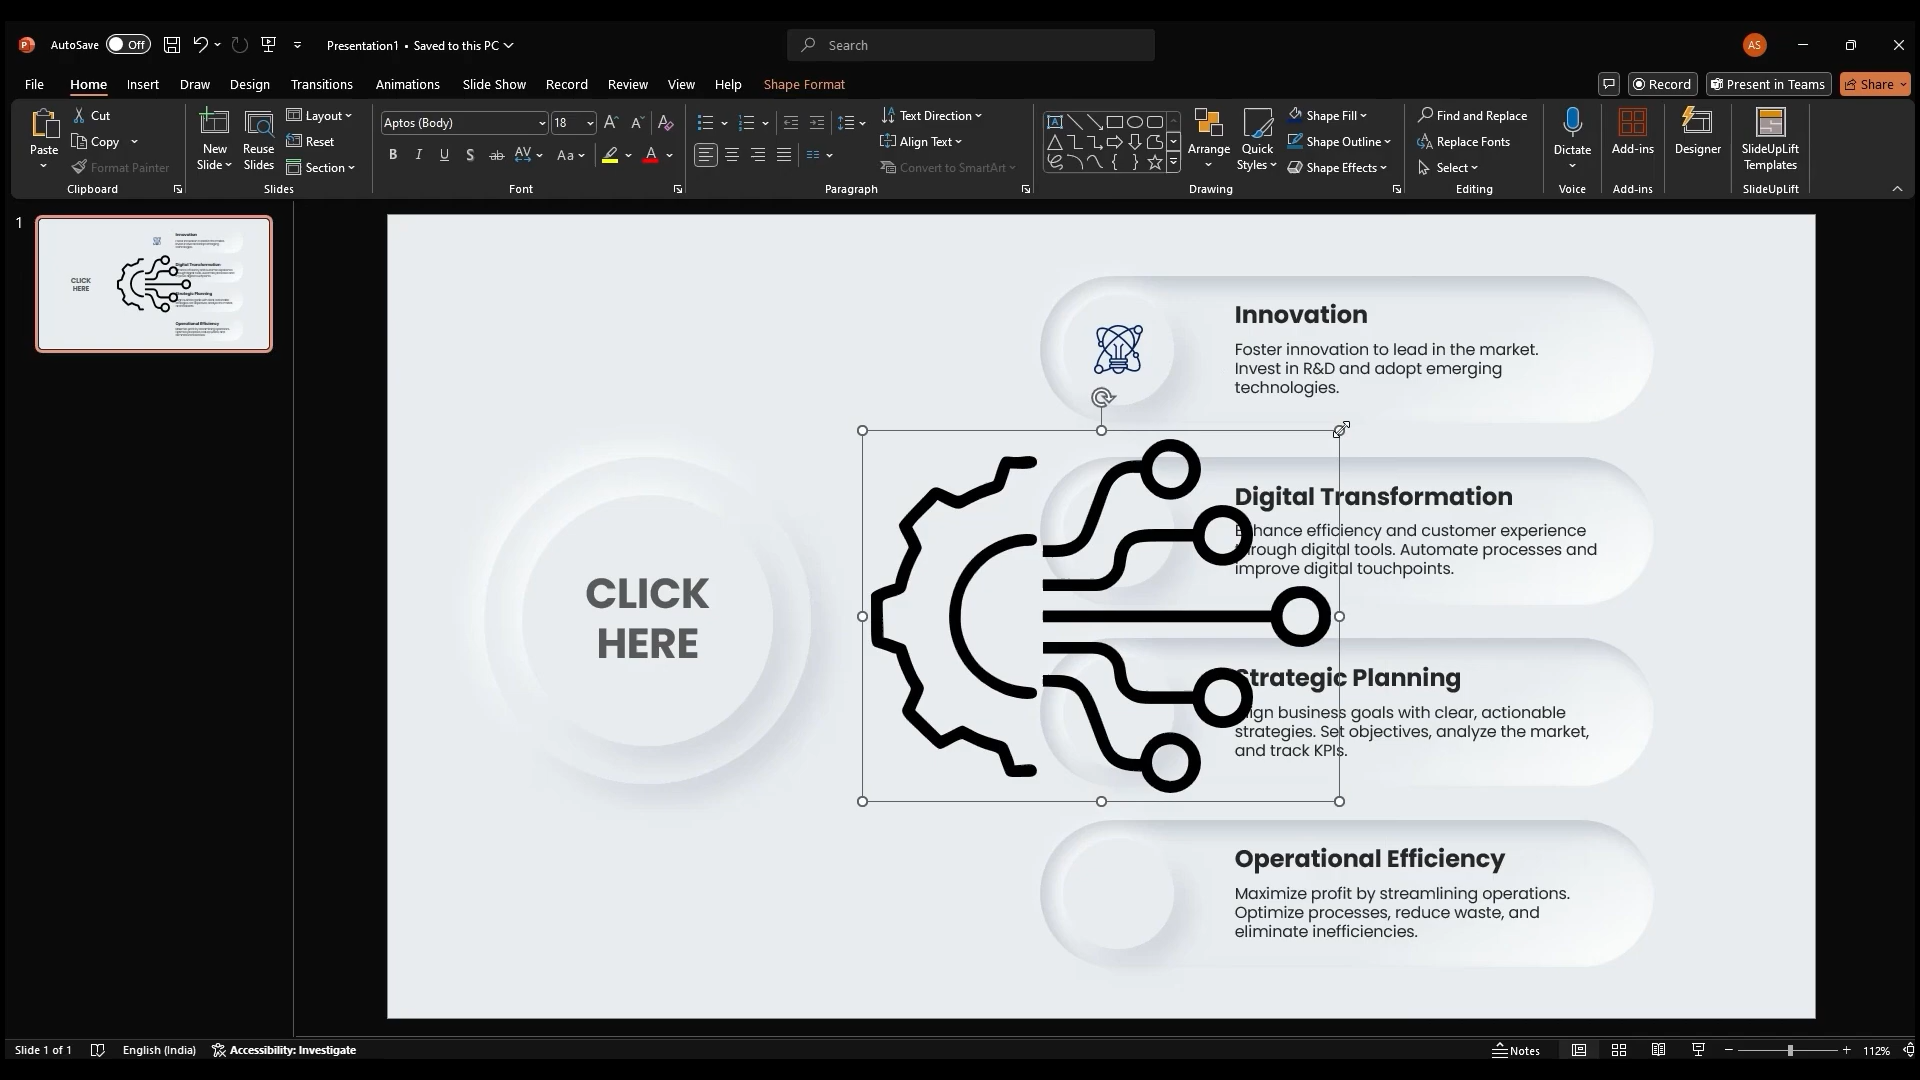 AutoSave Off Presentation1 • Saved to this PC Search AS
File Home Insert Draw Design Transitions Animations Slide Show Record Review View Help Shape Format Record Present in Teams Share
Paste Cut Copy Format Painter
Clipboard
New Slide Reuse Slides Layout Reset Section
Slides
Aptos (Body) 18
B I U S ab AV Aa A
Font
Text Direction
Align Text
Convert to SmartArt
Paragraph
Arrange Quick Styles Shape Fill
Shape Outline
Shape Effects
Drawing
Find and Replace
Replace Fonts
Select
Editing
Dictate
Voice
Add-ins
Add-ins
Designer
SlideUpLift
Templates
SlideUpLift
1
CLICK
HERE
Innovation
Foster innovation to lead in the market.
Invest in R&D and adopt emerging
technologies.
Digital Transformation
Enhance efficiency and customer experience
through digital tools. Automate processes and
improve digital touchpoints.
Strategic Planning
Align business goals with clear, actionable
strategies. Set objectives, analyze the market,
and track KPIs.
Operational Efficiency
Maximize profit by streamlining operations.
Optimize processes, reduce waste, and
eliminate inefficiencies.
Slide 1 of 1 English (India) Accessibility: Investigate Notes 112%